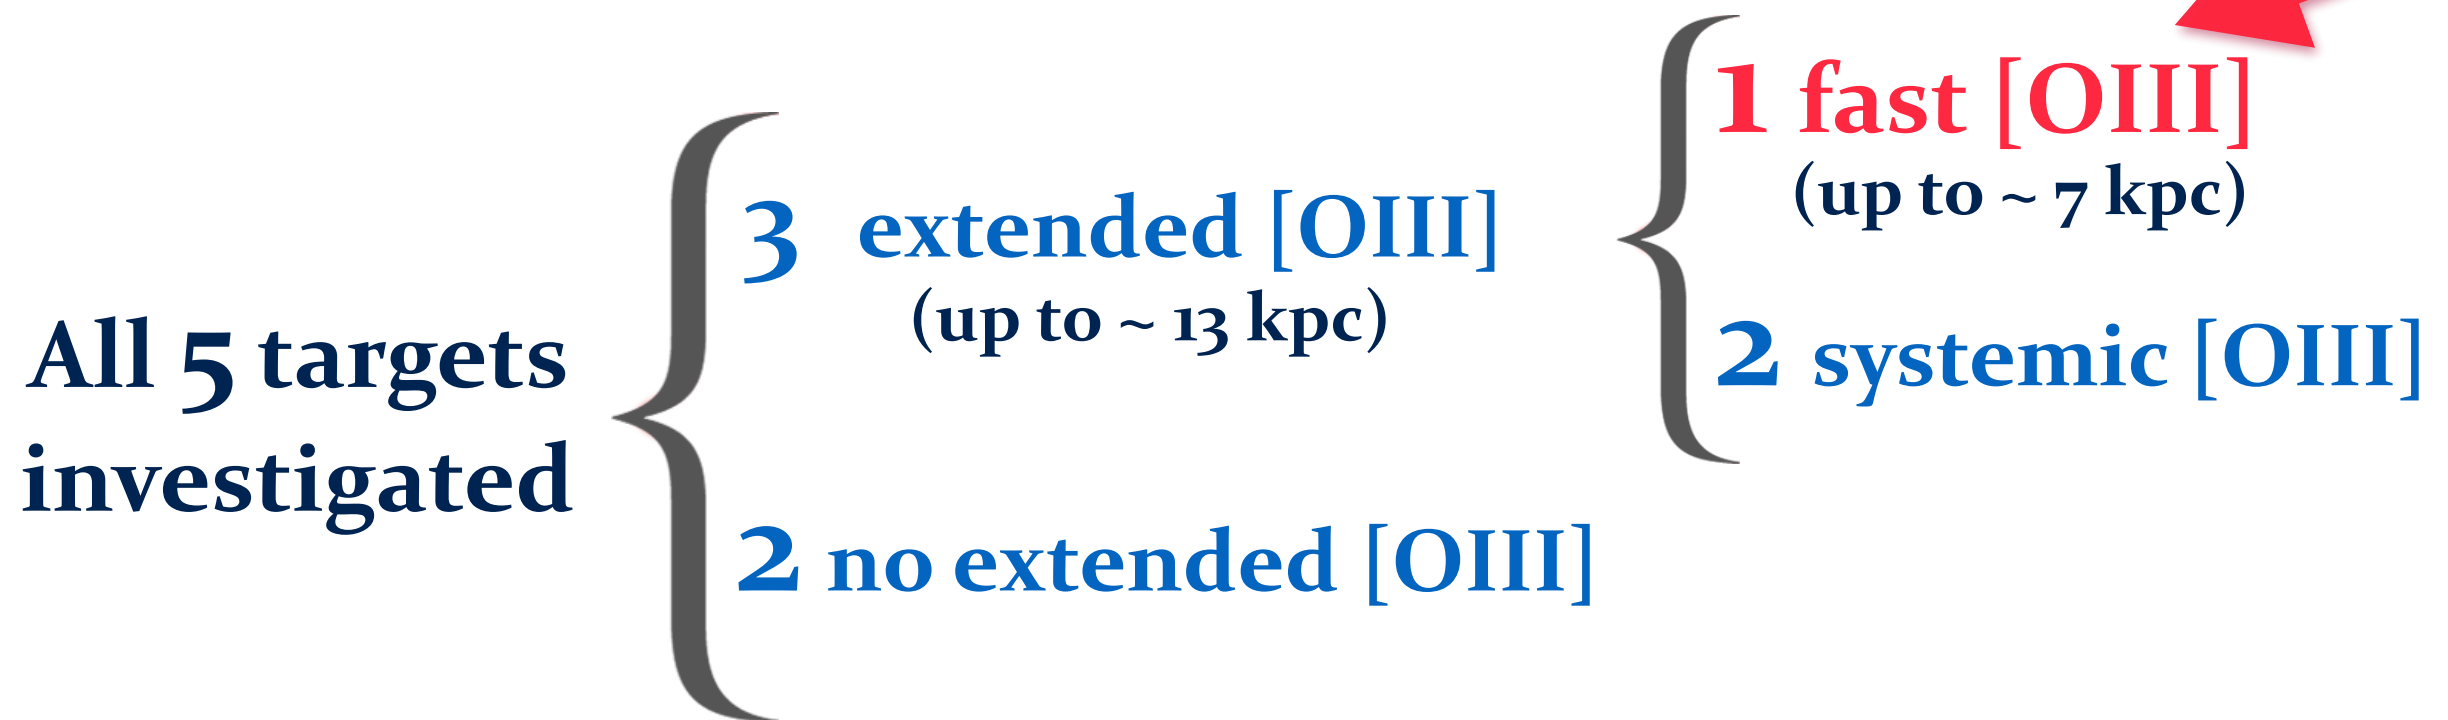 All 5 targets
investigated
3 extended [OIII]
(up to ~ 13 kpc)
2 no extended [OIII]
1 fast [OIII]
(up to ~ 7 kpc)
2 systemic [OIII]